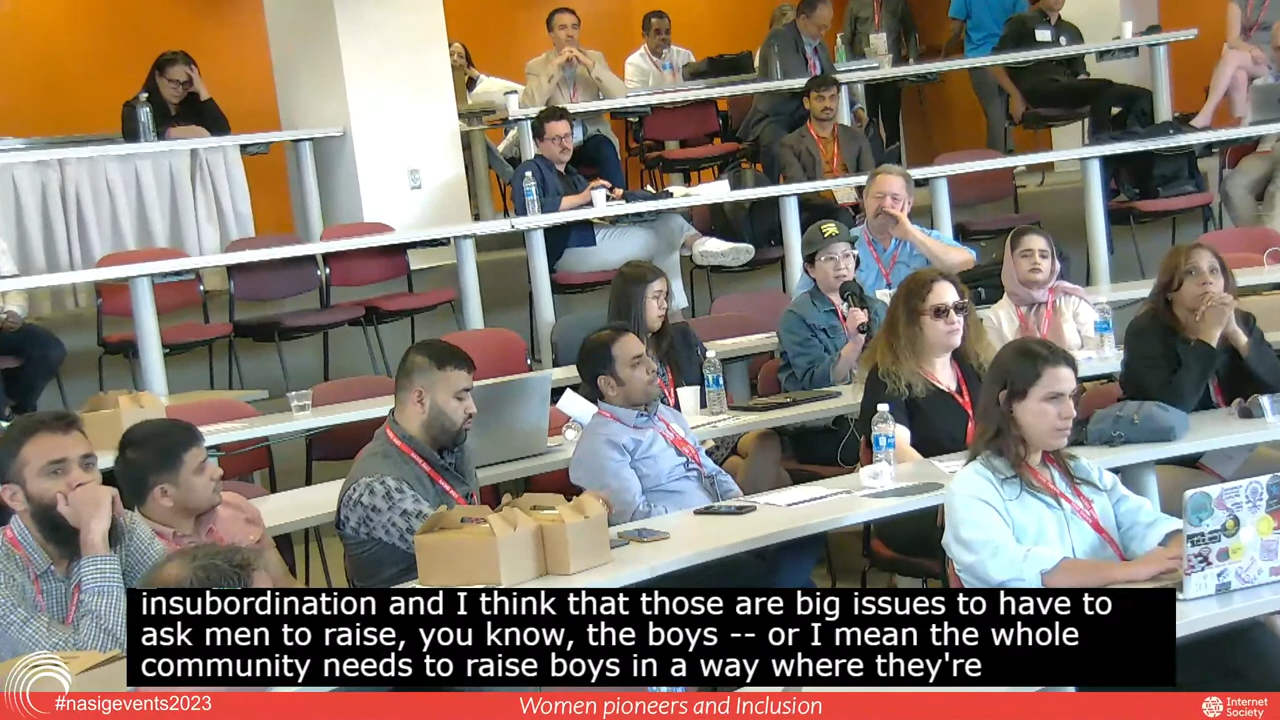 insubordination and I think that those are big issues to have to
ask men to raise, you know, the boys -- or I mean the whole
community needs to raise boys in a way where they're
#nasigevents2023
Women pioneers and Inclusion
Internet
Society